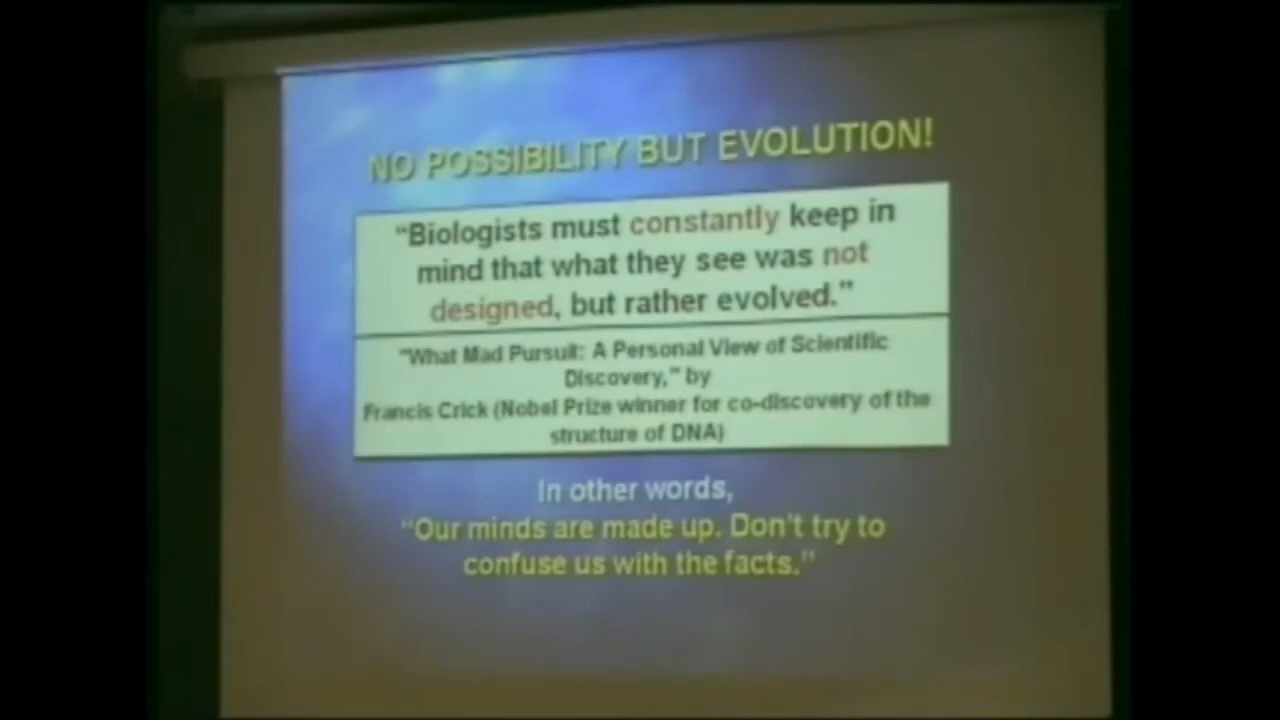 NO POSSIBILITY BUT EVOLUTION!
“Biologists must constantly keep in
mind that what they see was not
designed, but rather evolved.”
"What Mad Pursuit: A Personal View of Scientific
Discovery," by
Francis Crick (Nobel Prize winner for co-discovery of the
structure of DNA)
In other words,
“Our minds are made up. Don't try to
confuse us with the facts.”